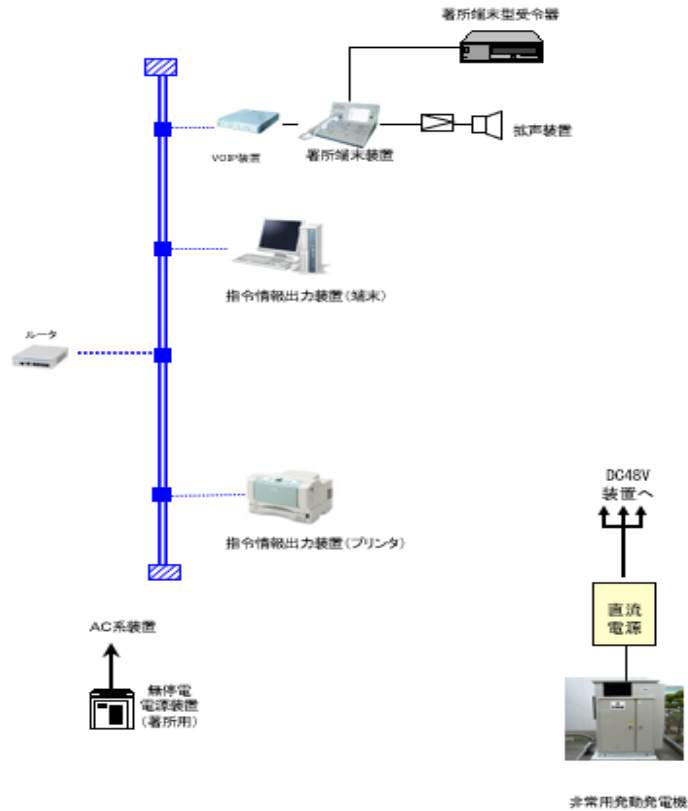 署所端末型受令器
拡声装置
VOIP装置
署所端末装置
指令情報出力装置(端末)
ルータ
DC48V
装置へ
指令情報出力装置(プリンタ)
直流
電源
AC系装置
無停電
電源装置
(署所用)
非常用発動発電機